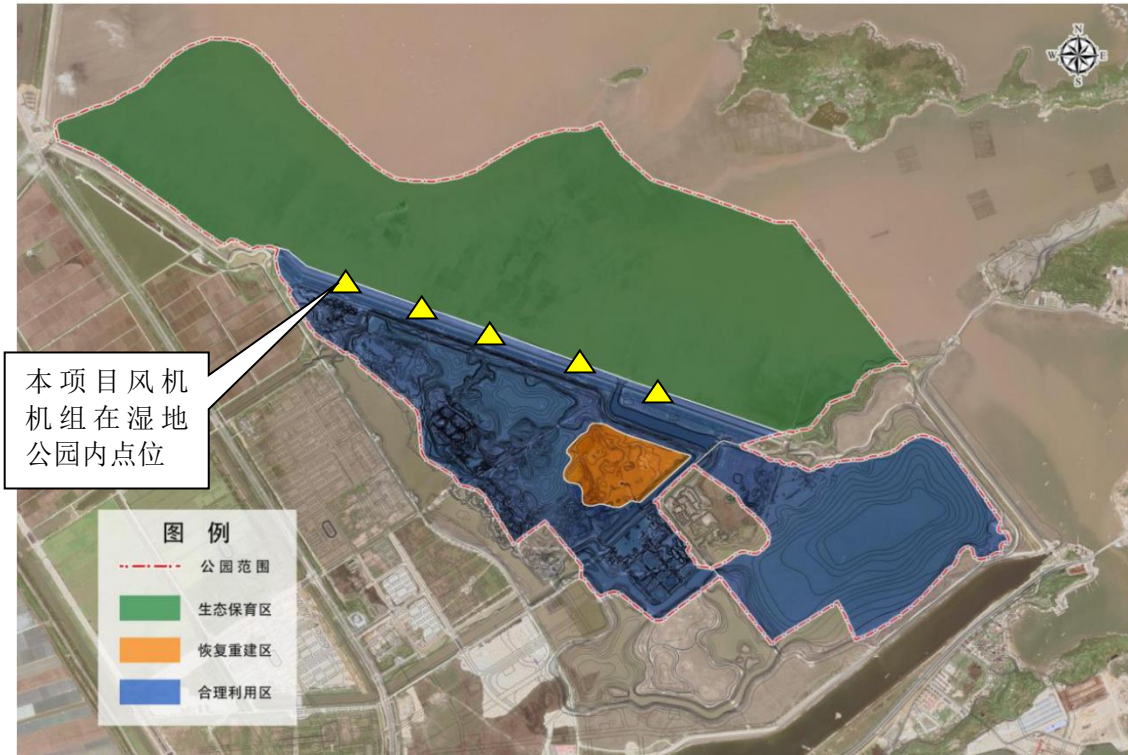 N
W
E
S
本项目风机
机组在湿地
公园内点位
图 例
公园范围
生态保育区
恢复重建区
合理利用区